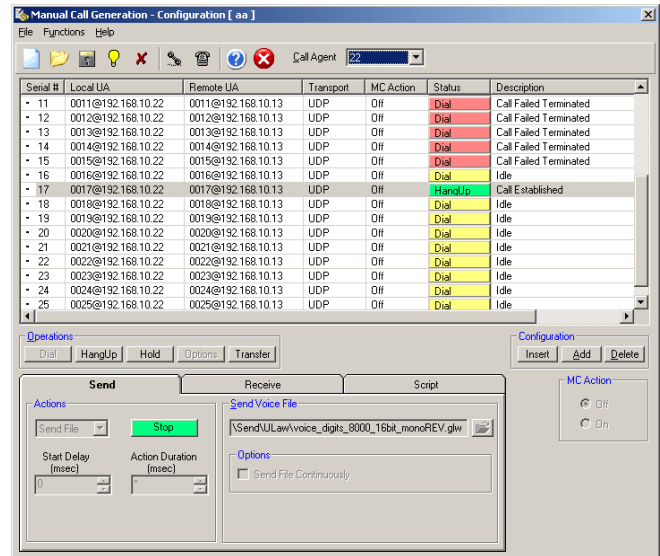 Manual Call Generation - Configuration [ aa ]
File Functions Help
Call Agent 22
Serial # Local UA Remote UA Transport MC Action Status Description
11 0011@192.168.10.22 0011@192.168.10.13 UDP Off Dial Call Failed Terminated
12 0012@192.168.10.22 0012@192.168.10.13 UDP Off Dial Call Failed Terminated
13 0013@192.168.10.22 0013@192.168.10.13 UDP Off Dial Call Failed Terminated
14 0014@192.168.10.22 0014@192.168.10.13 UDP Off Dial Call Failed Terminated
15 0015@192.168.10.22 0015@192.168.10.13 UDP Off Dial Call Failed Terminated
16 0016@192.168.10.22 0016@192.168.10.13 UDP Off Dial Idle
17 0017@192.168.10.22 0017@192.168.10.13 UDP Off HangUp Call Established
18 0018@192.168.10.22 0018@192.168.10.13 UDP Off Dial Idle
19 0019@192.168.10.22 0019@192.168.10.13 UDP Off Dial Idle
20 0020@192.168.10.22 0020@192.168.10.13 UDP Off Dial Idle
21 0021@192.168.10.22 0021@192.168.10.13 UDP Off Dial Idle
22 0022@192.168.10.22 0022@192.168.10.13 UDP Off Dial Idle
23 0023@192.168.10.22 0023@192.168.10.13 UDP Off Dial Idle
24 0024@192.168.10.22 0024@192.168.10.13 UDP Off Dial Idle
25 0025@192.168.10.22 0025@192.168.10.13 UDP Off Dial Idle
Operations Configuration
Dial HangUp Hold Options Transfer Insert Add Delete
Send Receive Script MC Action
Actions Send Voice File Off
Send File Stop \Send\ULaw\voice_digits_8000_16bit_monoREV.glw On
Start Delay (msec) Action Duration (msec) Options
0 * Send File Continuously